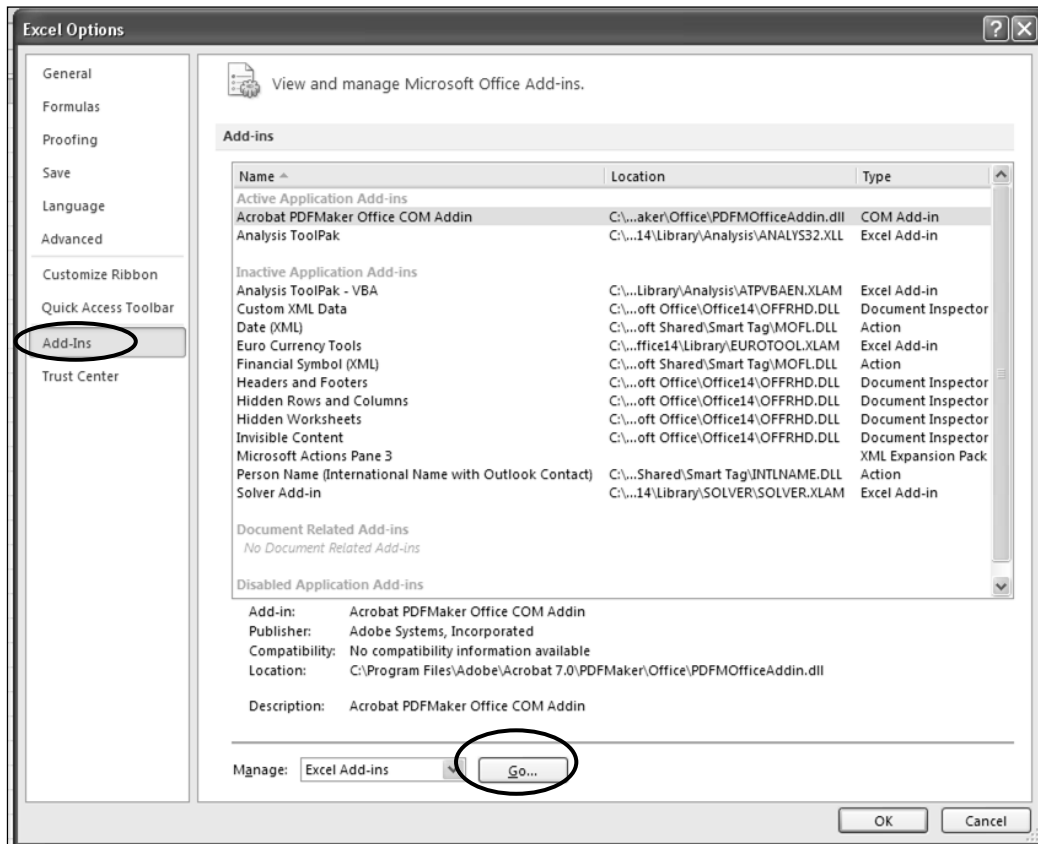 Excel Options
General
Formulas
Proofing
Save
Language
Advanced
Customize Ribbon
Quick Access Toolbar
Add-Ins
Trust Center
View and manage Microsoft Office Add-ins.
Add-ins
Name Location Type
Active Application Add-ins
Acrobat PDFMaker Office COM Addin C:\...aker\Office\PDFMOfficeAddin.dll COM Add-in
Analysis ToolPak C:\...14\Library\Analysis\ANALYS32.XLL Excel Add-in
Inactive Application Add-ins
Analysis ToolPak - VBA C:\...Library\Analysis\ATPVBAEN.XLAM Excel Add-in
Custom XML Data C:\...oft Office\Office14\OFFRHD.DLL Document Inspector
Date (XML) C:\...oft Shared\Smart Tag\MOFL.DLL Action
Euro Currency Tools C:\...ffice14\Library\EUROTOOL.XLAM Excel Add-in
Financial Symbol (XML) C:\...oft Shared\Smart Tag\MOFL.DLL Action
Headers and Footers C:\...oft Office\Office14\OFFRHD.DLL Document Inspector
Hidden Rows and Columns C:\...oft Office\Office14\OFFRHD.DLL Document Inspector
Hidden Worksheets C:\...oft Office\Office14\OFFRHD.DLL Document Inspector
Invisible Content C:\...oft Office\Office14\OFFRHD.DLL Document Inspector
Microsoft Actions Pane 3 XML Expansion Pack
Person Name (International Name with Outlook Contact) C:\...Shared\Smart Tag\INTLNAME.DLL Action
Solver Add-in C:\...14\Library\SOLVER\SOLVER.XLAM Excel Add-in
Document Related Add-ins
No Document Related Add-ins
Disabled Application Add-ins
Add-in: Acrobat PDFMaker Office COM Addin
Publisher: Adobe Systems, Incorporated
Compatibility: No compatibility information available
Location: C:\Program Files\Adobe\Acrobat 7.0\PDFMaker\Office\PDFMOfficeAddin.dll
Description: Acrobat PDFMaker Office COM Addin
Manage: Excel Add-ins Go...
OK Cancel